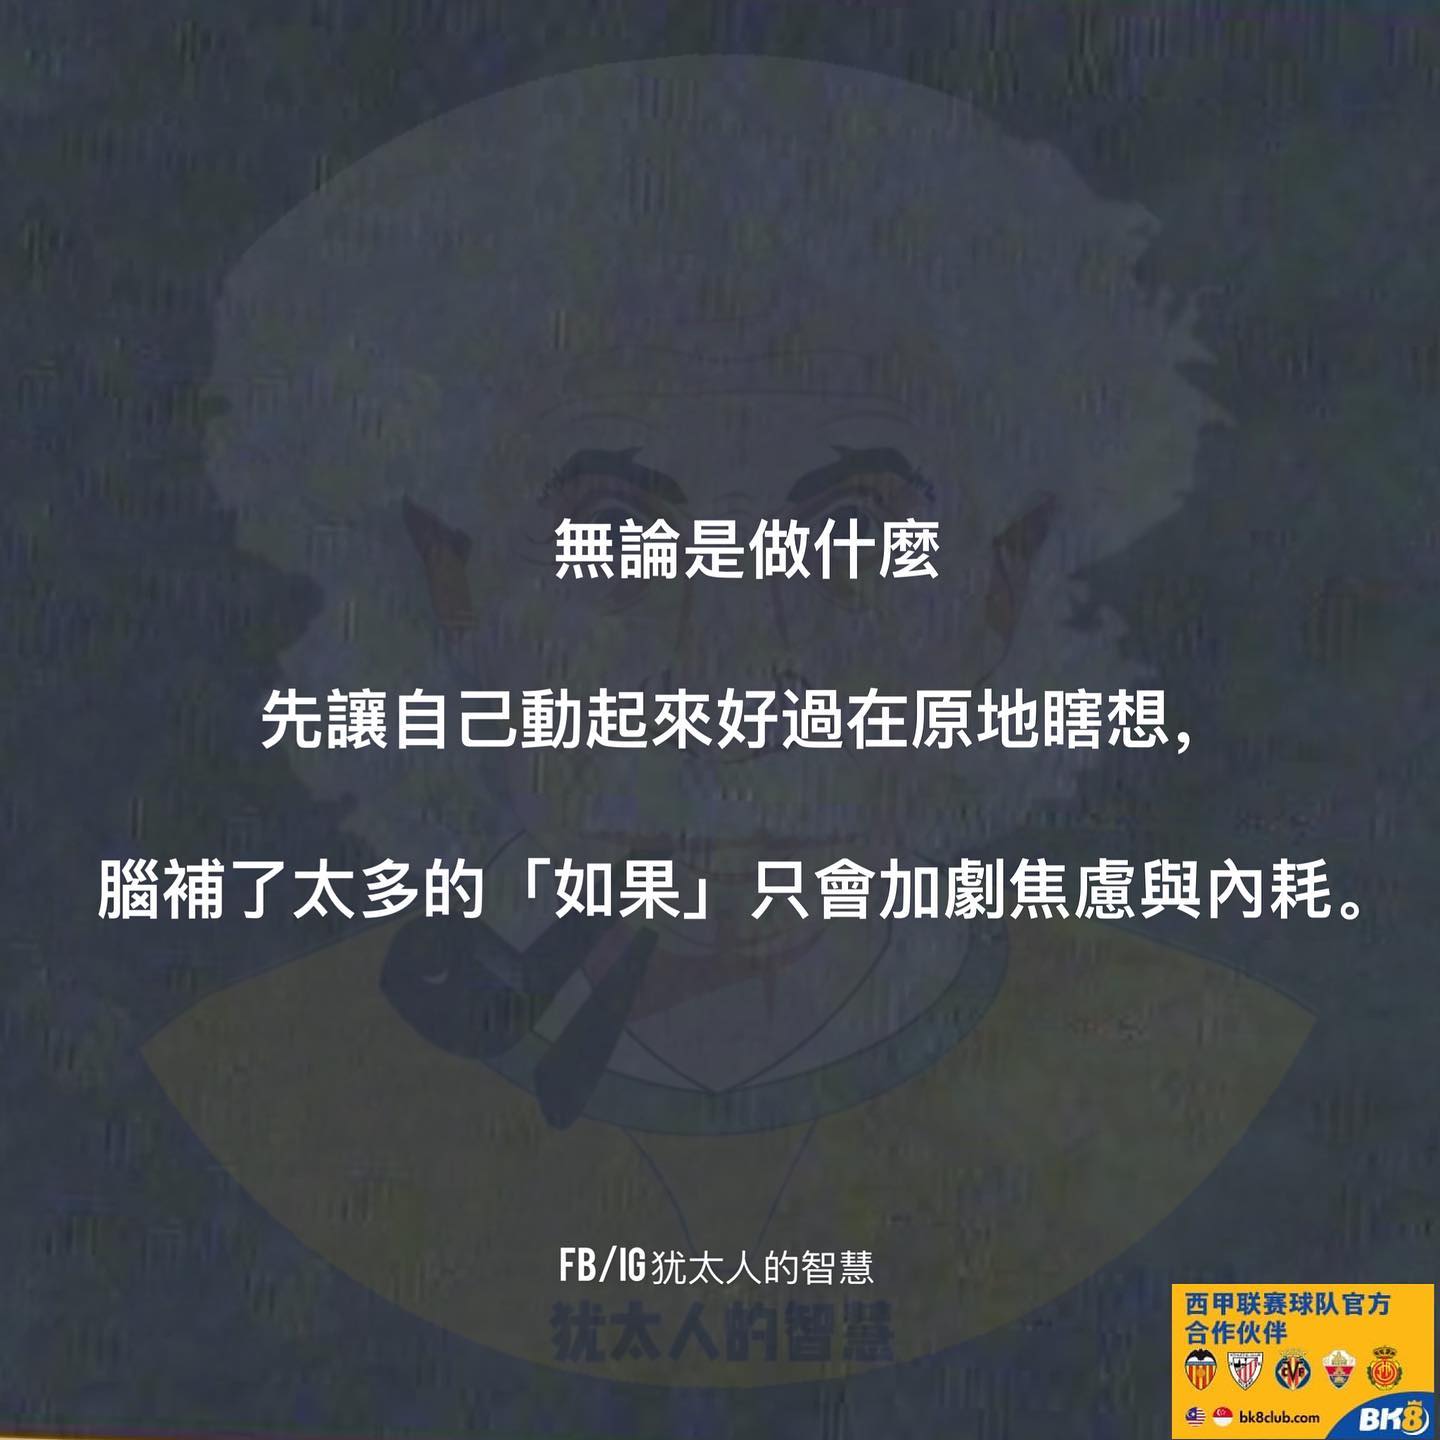 無論是做什麼
先讓自己動起來好過在原地瞎想，
腦補了太多的「如果」只會加劇焦慮與內耗。
FB/IG犹太人的智慧
犹太人的智慧
西甲联赛球队官方
合作伙伴
bk8club.com
BK8